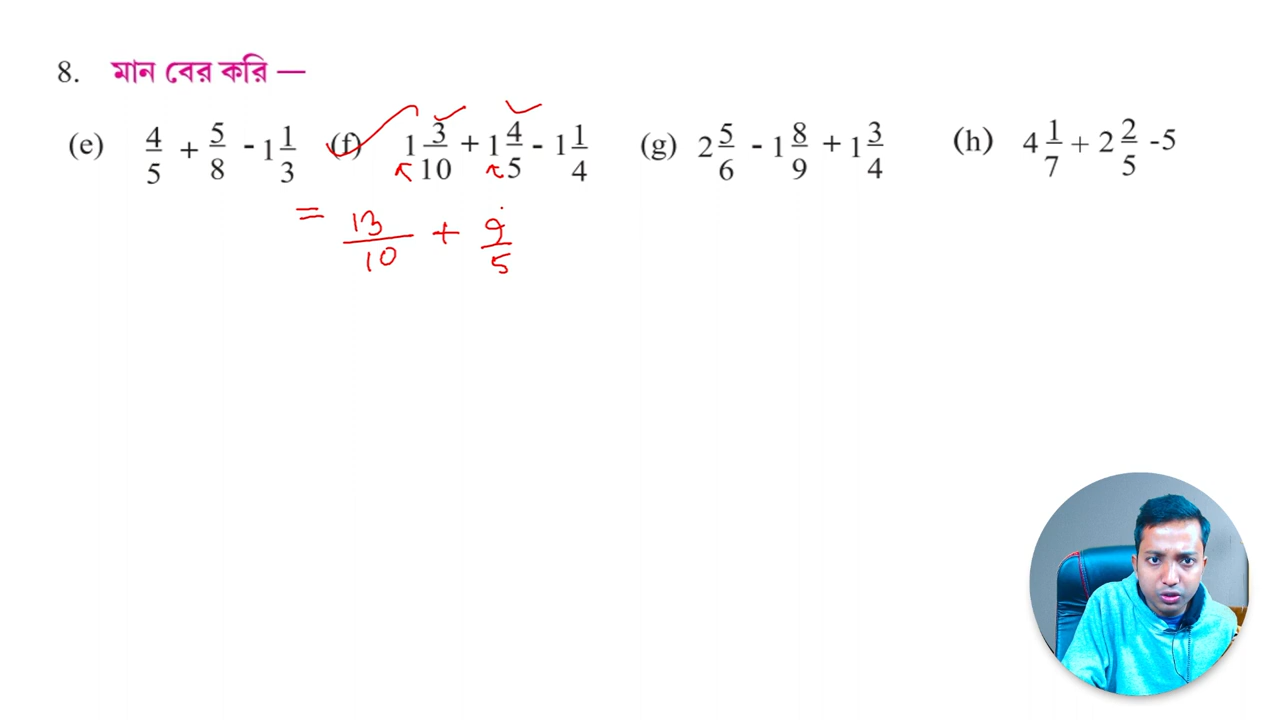 8. মান বের করি —
(e) 4/5 + 5/8 - 1 1/3 (f) 1 3/10 + 1 4/5 - 1 1/4 (g) 2 5/6 - 1 8/9 + 1 3/4 (h) 4 1/7 + 2 2/5 -5
= 13/10 + 9/5